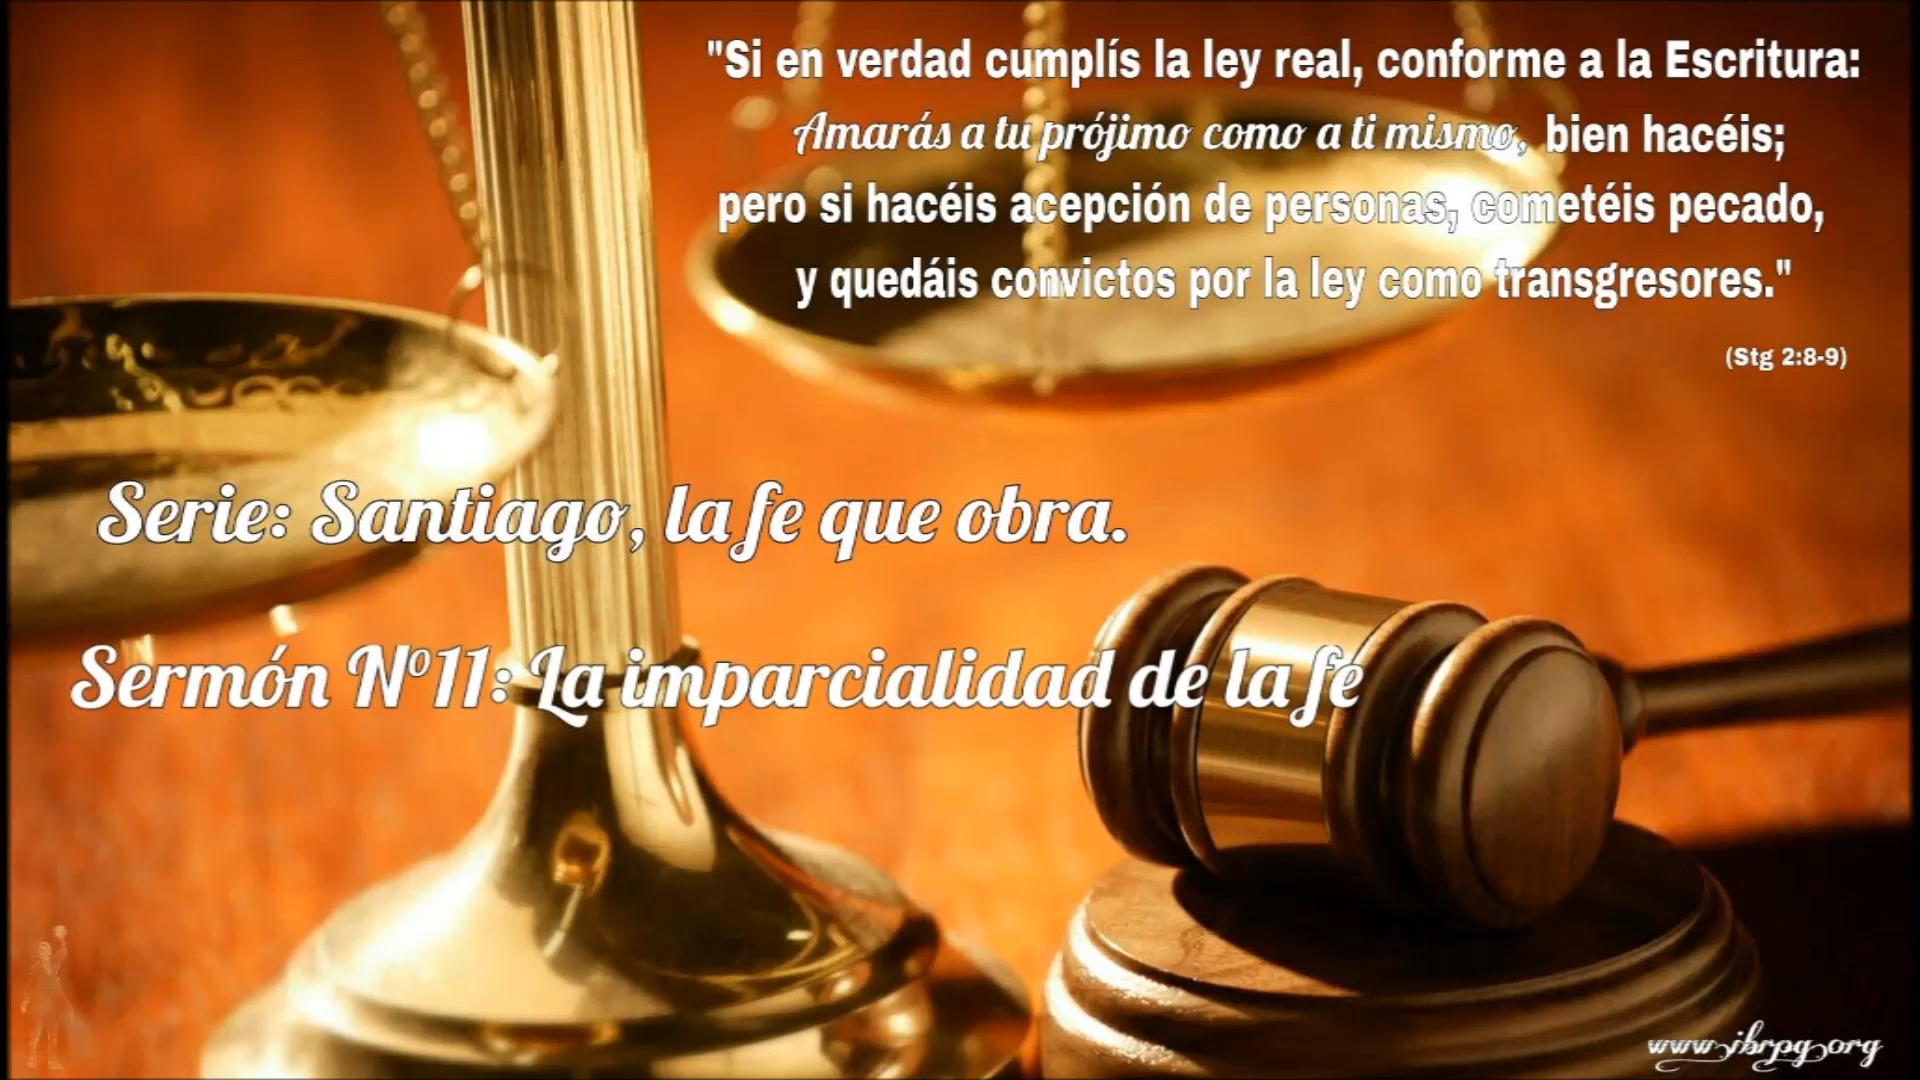 "Si en verdad cumplís la ley real, conforme a la Escritura:
Amarás a tu prójimo como a ti mismo, bien hacéis;
pero si hacéis acepción de personas, cometéis pecado,
y quedáis convictos por la ley como transgresores."
(Stg 2:8-9)
Serie: Santiago, la fe que obra.
Sermón Nº11: La imparcialidad de la fe
www.ibrpg.org